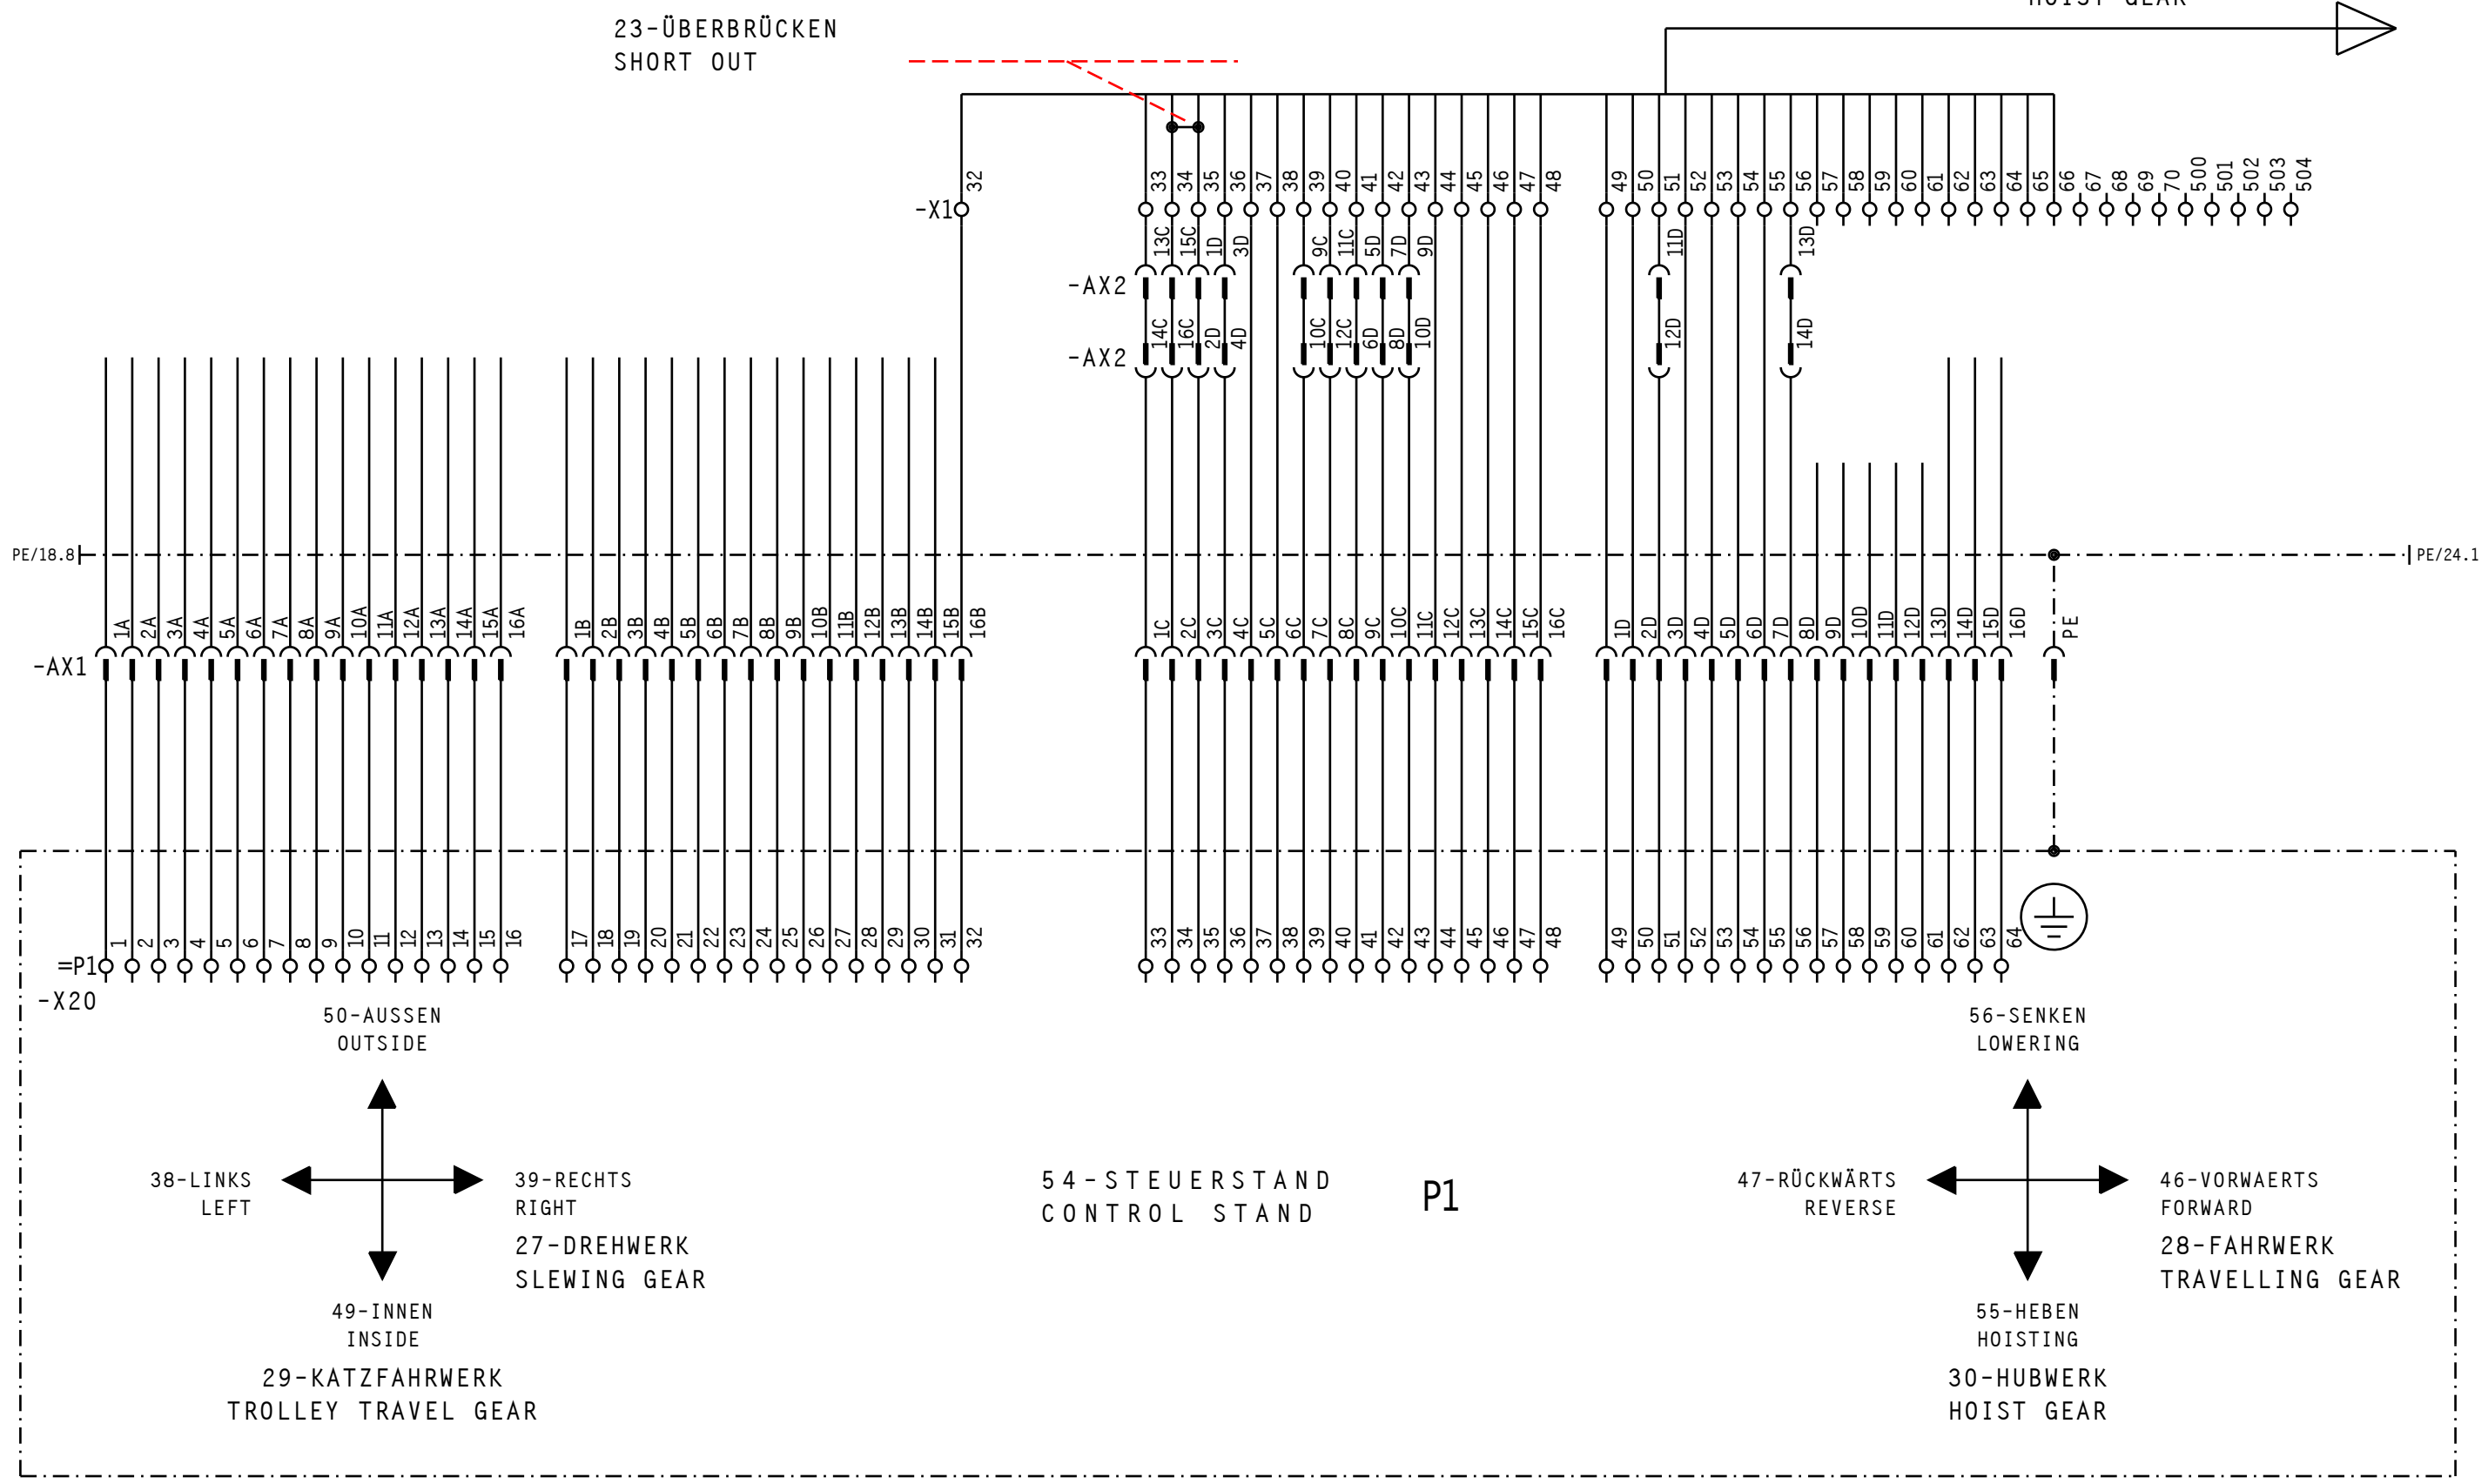 HOIST GEAR
23-ÜBERBRÜCKEN
SHORT OUT
32 33 34 35 36 37 38 39 40 41 42 43 44 45 46 47 48 49 50 51 52 53 54 55 56 57 58 59 60 61 62 63 64 65 66 67 68 69 70 500 501 502 503 504
-X1
13C 15C 1D 3D 9C 11C 5D 7D 9D 11D 13D
-AX2
14C 16C 2D 4D 10C 12C 6D 8D 10D 12D 14D
-AX2
PE/18.8 PE/24.1
1A 2A 3A 4A 5A 6A 7A 8A 9A 10A 11A 12A 13A 14A 15A 16A 1B 2B 3B 4B 5B 6B 7B 8B 9B 10B 11B 12B 13B 14B 15B 16B 1C 2C 3C 4C 5C 6C 7C 8C 9C 10C 11C 12C 13C 14C 15C 16C 1D 2D 3D 4D 5D 6D 7D 8D 9D 10D 11D 12D 13D 14D 15D 16D PE
-AX1
1 2 3 4 5 6 7 8 9 10 11 12 13 14 15 16 17 18 19 20 21 22 23 24 25 26 27 28 29 30 31 32 33 34 35 36 37 38 39 40 41 42 43 44 45 46 47 48 49 50 51 52 53 54 55 56 57 58 59 60 61 62 63 64
=P1
-X20
50-AUSSEN
OUTSIDE
38-LINKS
LEFT
39-RECHTS
RIGHT
27-DREHWERK
SLEWING GEAR
49-INNEN
INSIDE
29-KATZFAHRWERK
TROLLEY TRAVEL GEAR
54-STEUERSTAND
CONTROL STAND
P1
56-SENKEN
LOWERING
47-RÜCKWÄRTS
REVERSE
46-VORWAERTS
FORWARD
28-FAHRWERK
TRAVELLING GEAR
55-HEBEN
HOISTING
30-HUBWERK
HOIST GEAR